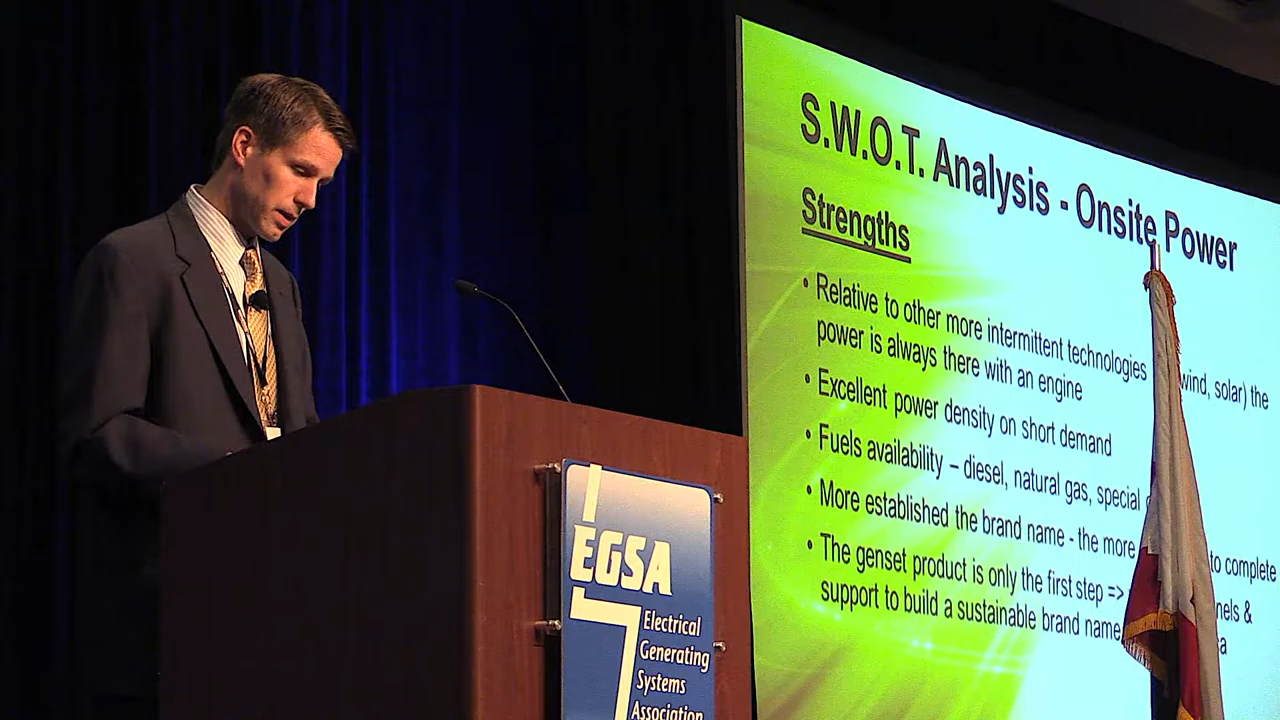 S.W.O.T. Analysis - Onsite Power
Strengths
• Relative to other more intermittent technologies wind, solar) the
power is always there with an engine
• Excellent power density on short demand
• Fuels availability – diesel, natural gas, special
• More established the brand name - the more to complete
• The genset product is only the first step => &
support to build a sustainable brand name
EGSA
Electrical
Generating
Systems
Association